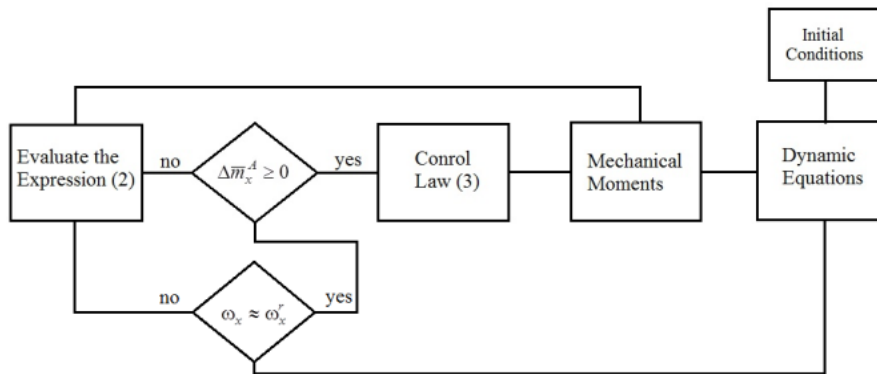 Initial
Conditions
Evaluate the
Expression (2)
no
Δm̅ₓᴬ ≥ 0
yes
Conrol
Law (3)
Mechanical
Moments
Dynamic
Equations
no
ωₓ ≈ ωₓʳ
yes